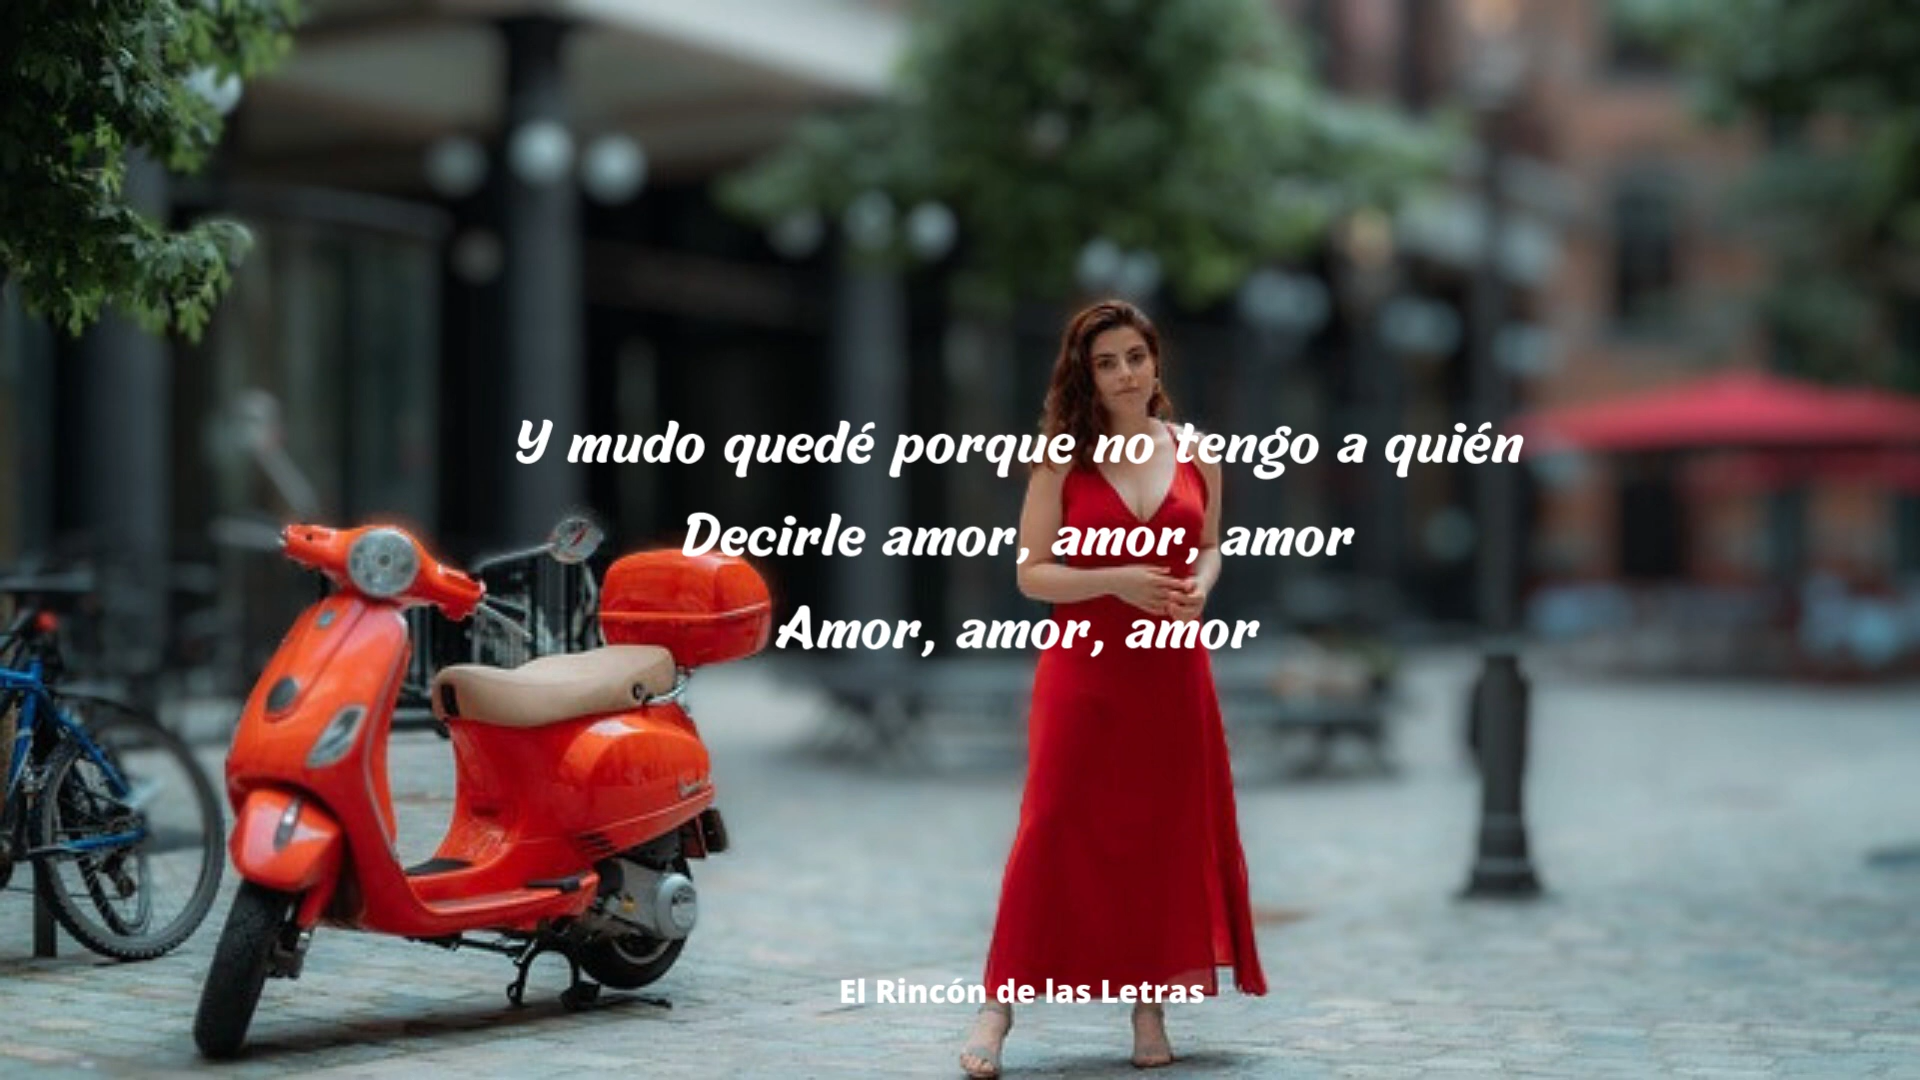 Y mudo quedé porque no tengo a quién
Decirle amor, amor, amor
Amor, amor, amor
El Rincón de las Letras